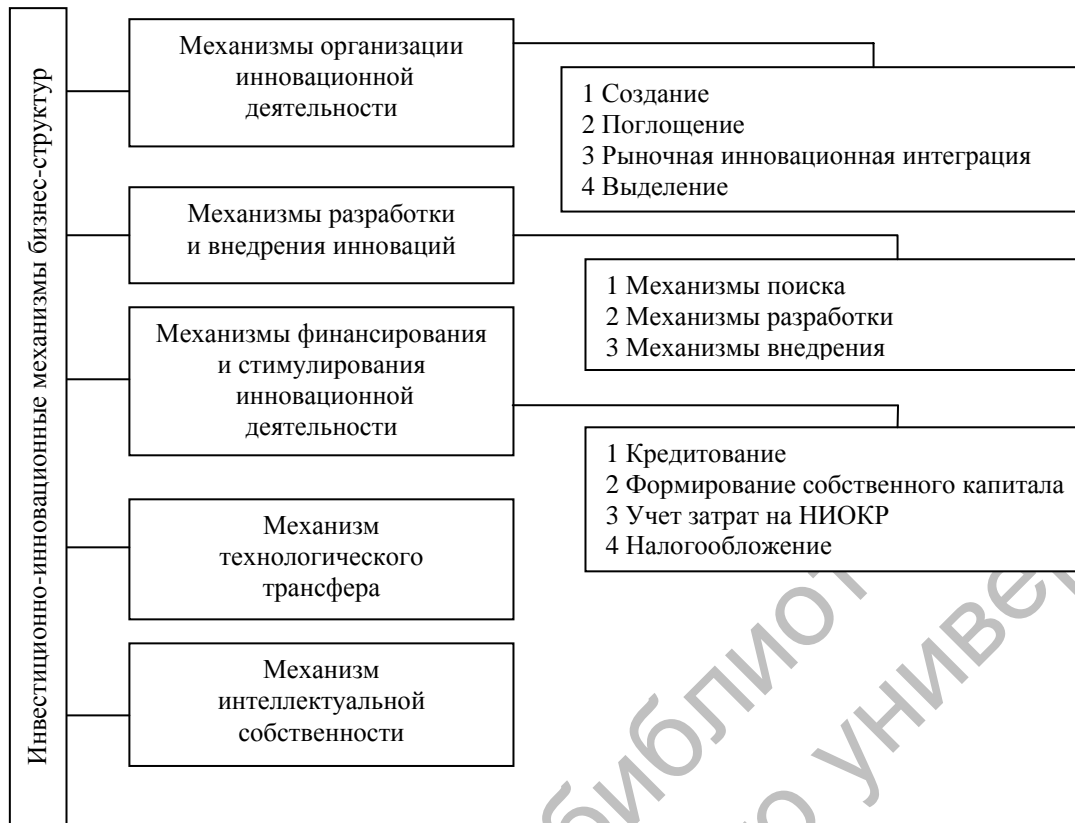 Инвестиционно-инновационные механизмы бизнес-структур
Механизмы организации
инновационной
деятельности
1 Создание
2 Поглощение
3 Рыночная инновационная интеграция
4 Выделение
Механизмы разработки
и внедрения инноваций
1 Механизмы поиска
2 Механизмы разработки
3 Механизмы внедрения
Механизмы финансирования
и стимулирования
инновационной
деятельности
1 Кредитование
2 Формирование собственного капитала
3 Учет затрат на НИОКР
4 Налогообложение
Механизм
технологического
трансфера
Механизм
интеллектуальной
собственности